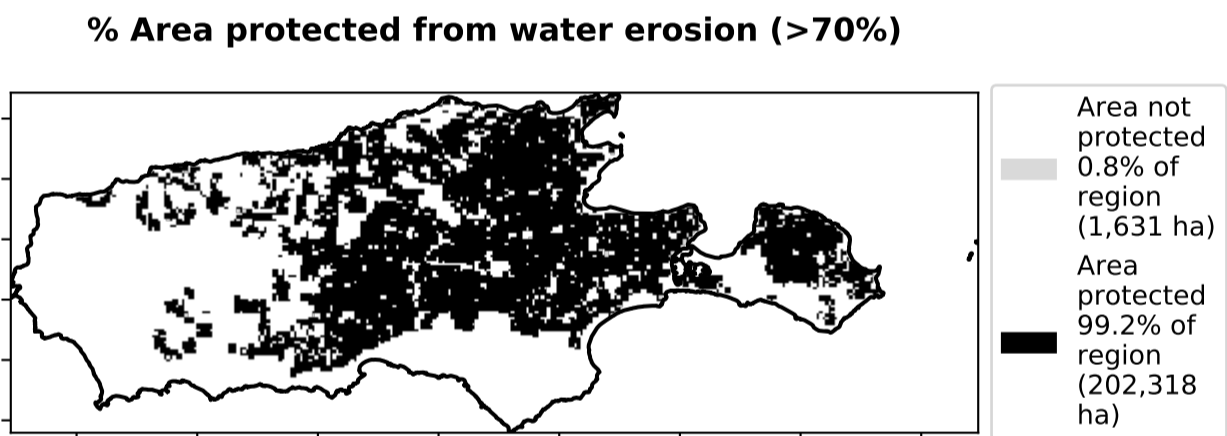 % Area protected from water erosion (>70%)
Area not
protected
0.8% of
region
(1,631 ha)
Area
protected
99.2% of
region
(202,318
ha)